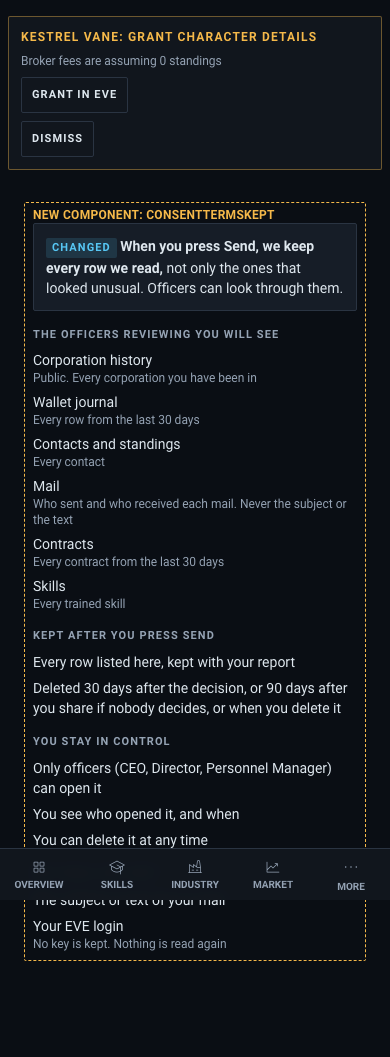 KESTREL VANE: GRANT CHARACTER DETAILS
Broker fees are assuming 0 standings
GRANT IN EVE
DISMISS
NEW COMPONENT: CONSENTTERMSKEPT
CHANGED When you press Send, we keep
every row we read, not only the ones that
looked unusual. Officers can look through them.
THE OFFICERS REVIEWING YOU WILL SEE
Corporation history
Public. Every corporation you have been in
Wallet journal
Every row from the last 30 days
Contacts and standings
Every contact
Mail
Who sent and who received each mail. Never the subject or
the text
Contracts
Every contract from the last 30 days
Skills
Every trained skill
KEPT AFTER YOU PRESS SEND
Every row listed here, kept with your report
Deleted 30 days after the decision, or 90 days after
you share if nobody decides, or when you delete it
YOU STAY IN CONTROL
Only officers (CEO, Director, Personnel Manager)
can open it
You see who opened it, and when
You can delete it at any time
OVERVIEW SKILLS INDUSTRY MARKET MORE
The subject or text of your mail
Your EVE login
No key is kept. Nothing is read again